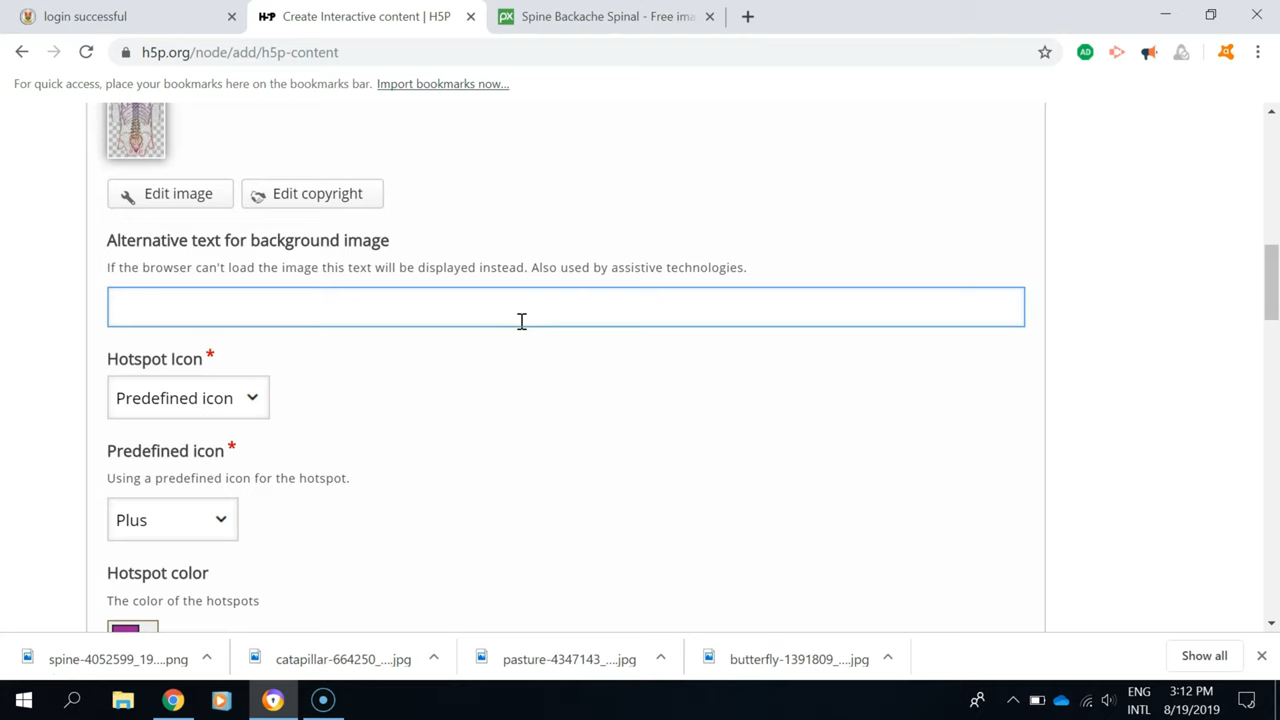 login successful
H-P Create Interactive content | H5P
px Spine Backache Spinal - Free ima
h5p.org/node/add/h5p-content
AD
For quick access, place your bookmarks here on the bookmarks bar. Import bookmarks now...
Edit image Edit copyright
Alternative text for background image
If the browser can't load the image this text will be displayed instead. Also used by assistive technologies.
Hotspot Icon *
Predefined icon
Predefined icon *
Using a predefined icon for the hotspot.
Plus
Hotspot color
The color of the hotspots
spine-4052599_19....png
catapillar-664250_....jpg
pasture-4347143_....jpg
butterfly-1391809_...jpg
Show all
ENG
INTL
3:12 PM
8/19/2019